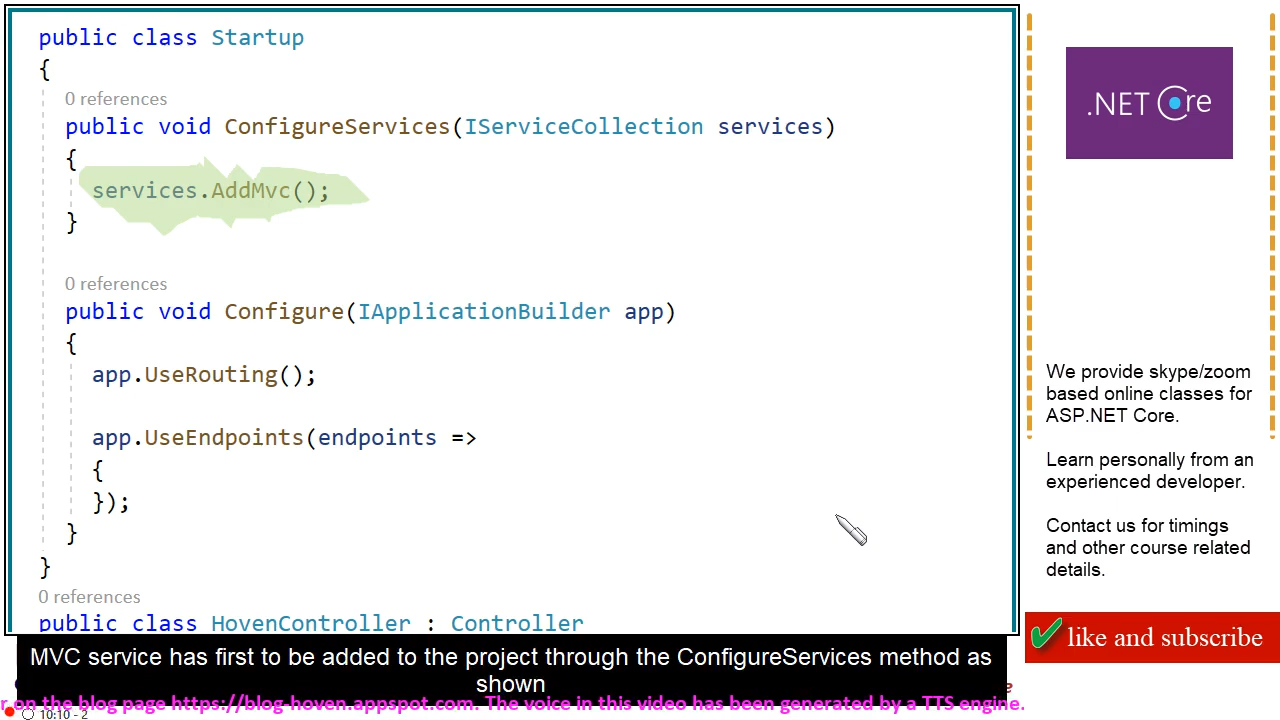 public class Startup
{
0 references
public void ConfigureServices(IServiceCollection services)
{
services.AddMvc();
}
0 references
public void Configure(IApplicationBuilder app)
{
app.UseRouting();
app.UseEndpoints(endpoints =>
{
});
}
}
0 references
public class HovenController : Controller
MVC service has first to be added to the project through the ConfigureServices method as
shown
r on the blog page https://blog-hoven.appspot.com. The voice in this video has been generated by a TTS engine.
10:10 - 2
.NET Core
We provide skype/zoom
based online classes for
ASP.NET Core.
Learn personally from an
experienced developer.
Contact us for timings
and other course related
details.
like and subscribe